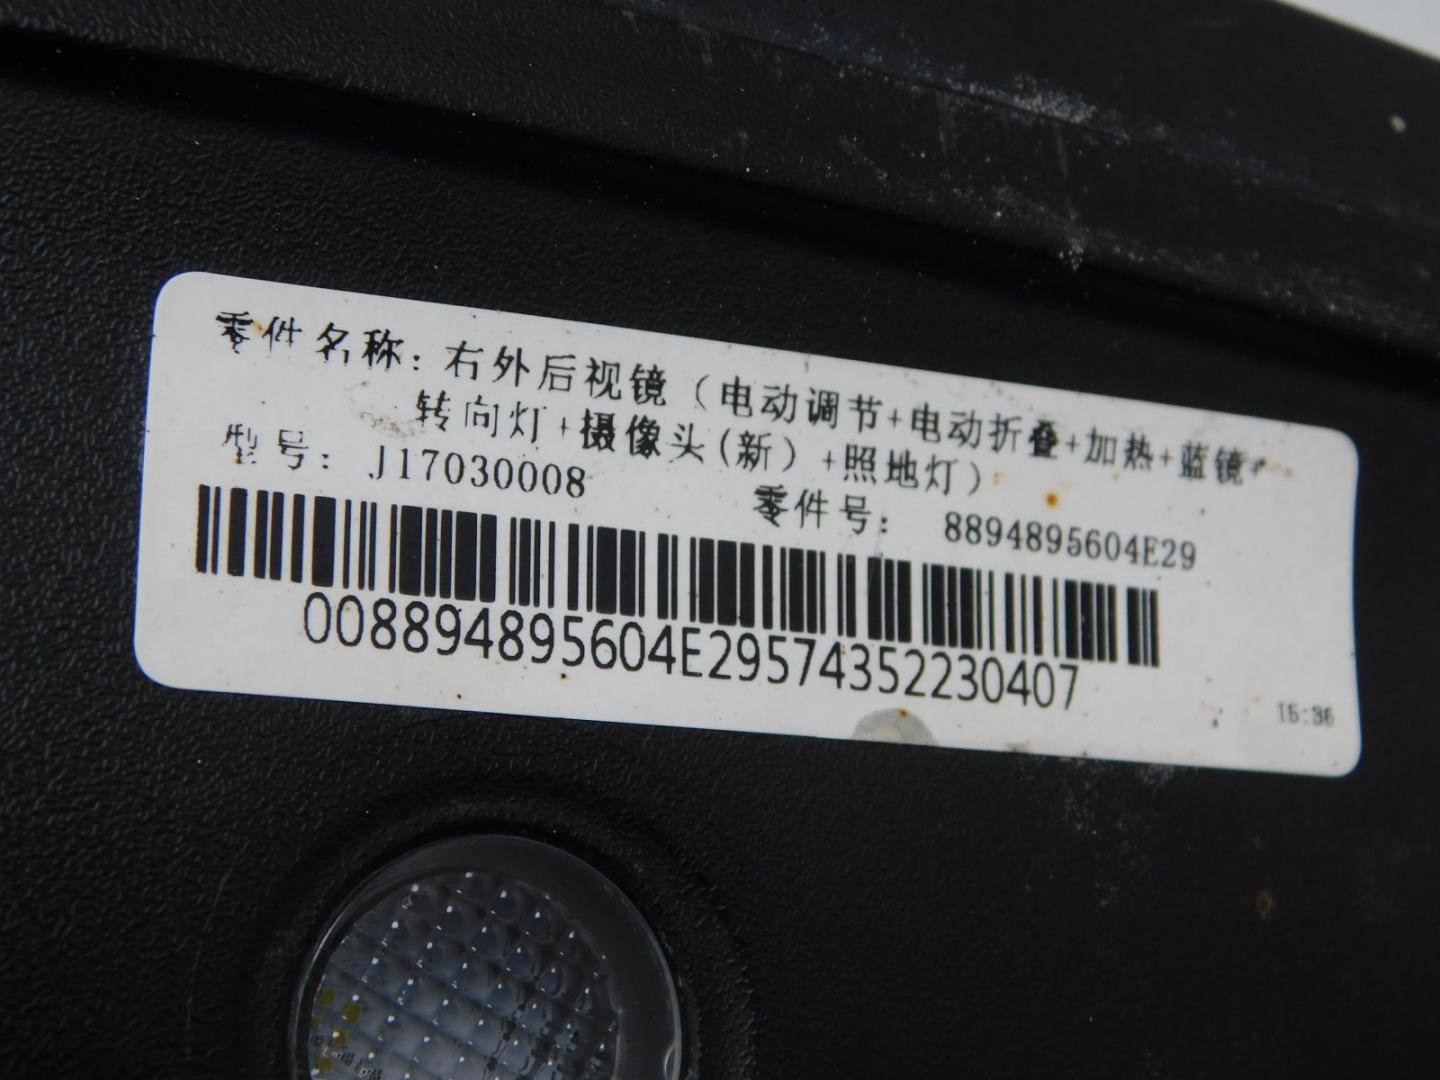 零件名称：右外后视镜（电动调节+电动折叠+加热+蓝镜+
转向灯+摄像头(新）+照地灯）
型号：J17030008 零件号：8894895604E29
008894895604E29574352230407
15:36